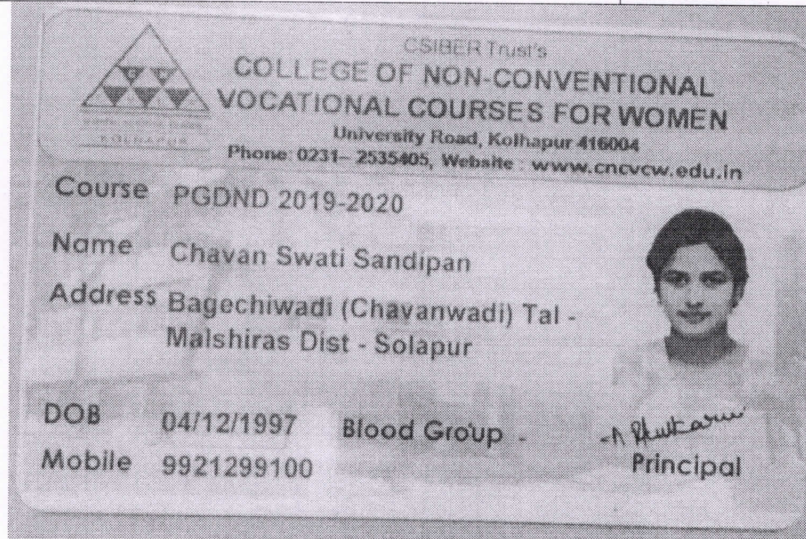 CSIBER Trust's
COLLEGE OF NON-CONVENTIONAL
VOCATIONAL COURSES FOR WOMEN
KOLHAPUR
University Road, Kolhapur 416004
Phone: 0231– 2535405, Website : www.cncvcw.edu.in
Course PGDND 2019-2020
Name Chavan Swati Sandipan
Address Bagechiwadi (Chavanwadi) Tal -
Malshiras Dist - Solapur
DOB 04/12/1997 Blood Group -
Mobile 9921299100 Principal